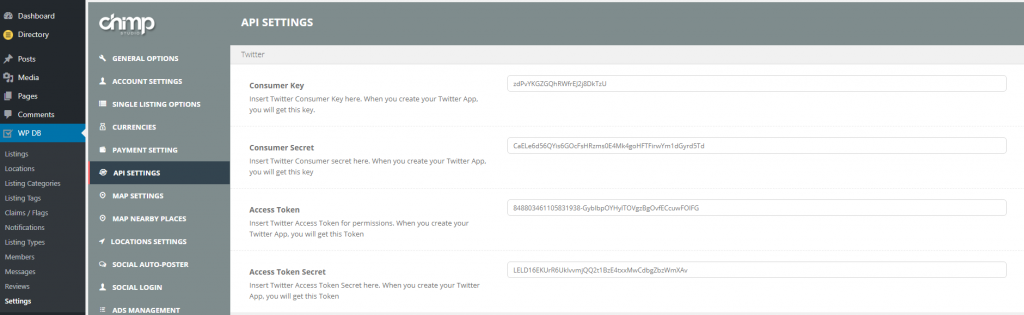 Dashboard
Directory
Posts
Media
Pages
Comments
WP DB
Listings
Locations
Listing Categories
Listing Tags
Claims / Flags
Notifications
Listing Types
Members
Messages
Reviews
Settings
chimp
GENERAL OPTIONS
ACCOUNT SETTINGS
SINGLE LISTING OPTIONS
CURRENCIES
PAYMENT SETTING
API SETTINGS
MAP SETTINGS
MAP NEARBY PLACES
LOCATIONS SETTINGS
SOCIAL AUTO-POSTER
SOCIAL LOGIN
ADS MANAGEMENT
API SETTINGS
Twitter
Consumer Key
Insert Twitter Consumer Key here. When you create your Twitter App,
you will get this key.
Consumer Secret
Insert Twitter Consumer secret here. When you create your Twitter App,
you will get this key
Access Token
Insert Twitter Access Token for permissions. When you create your
Twitter App, you will get this Token
Access Token Secret
Insert Twitter Access Token Secret here. When you create your Twitter
App, you will get this Token